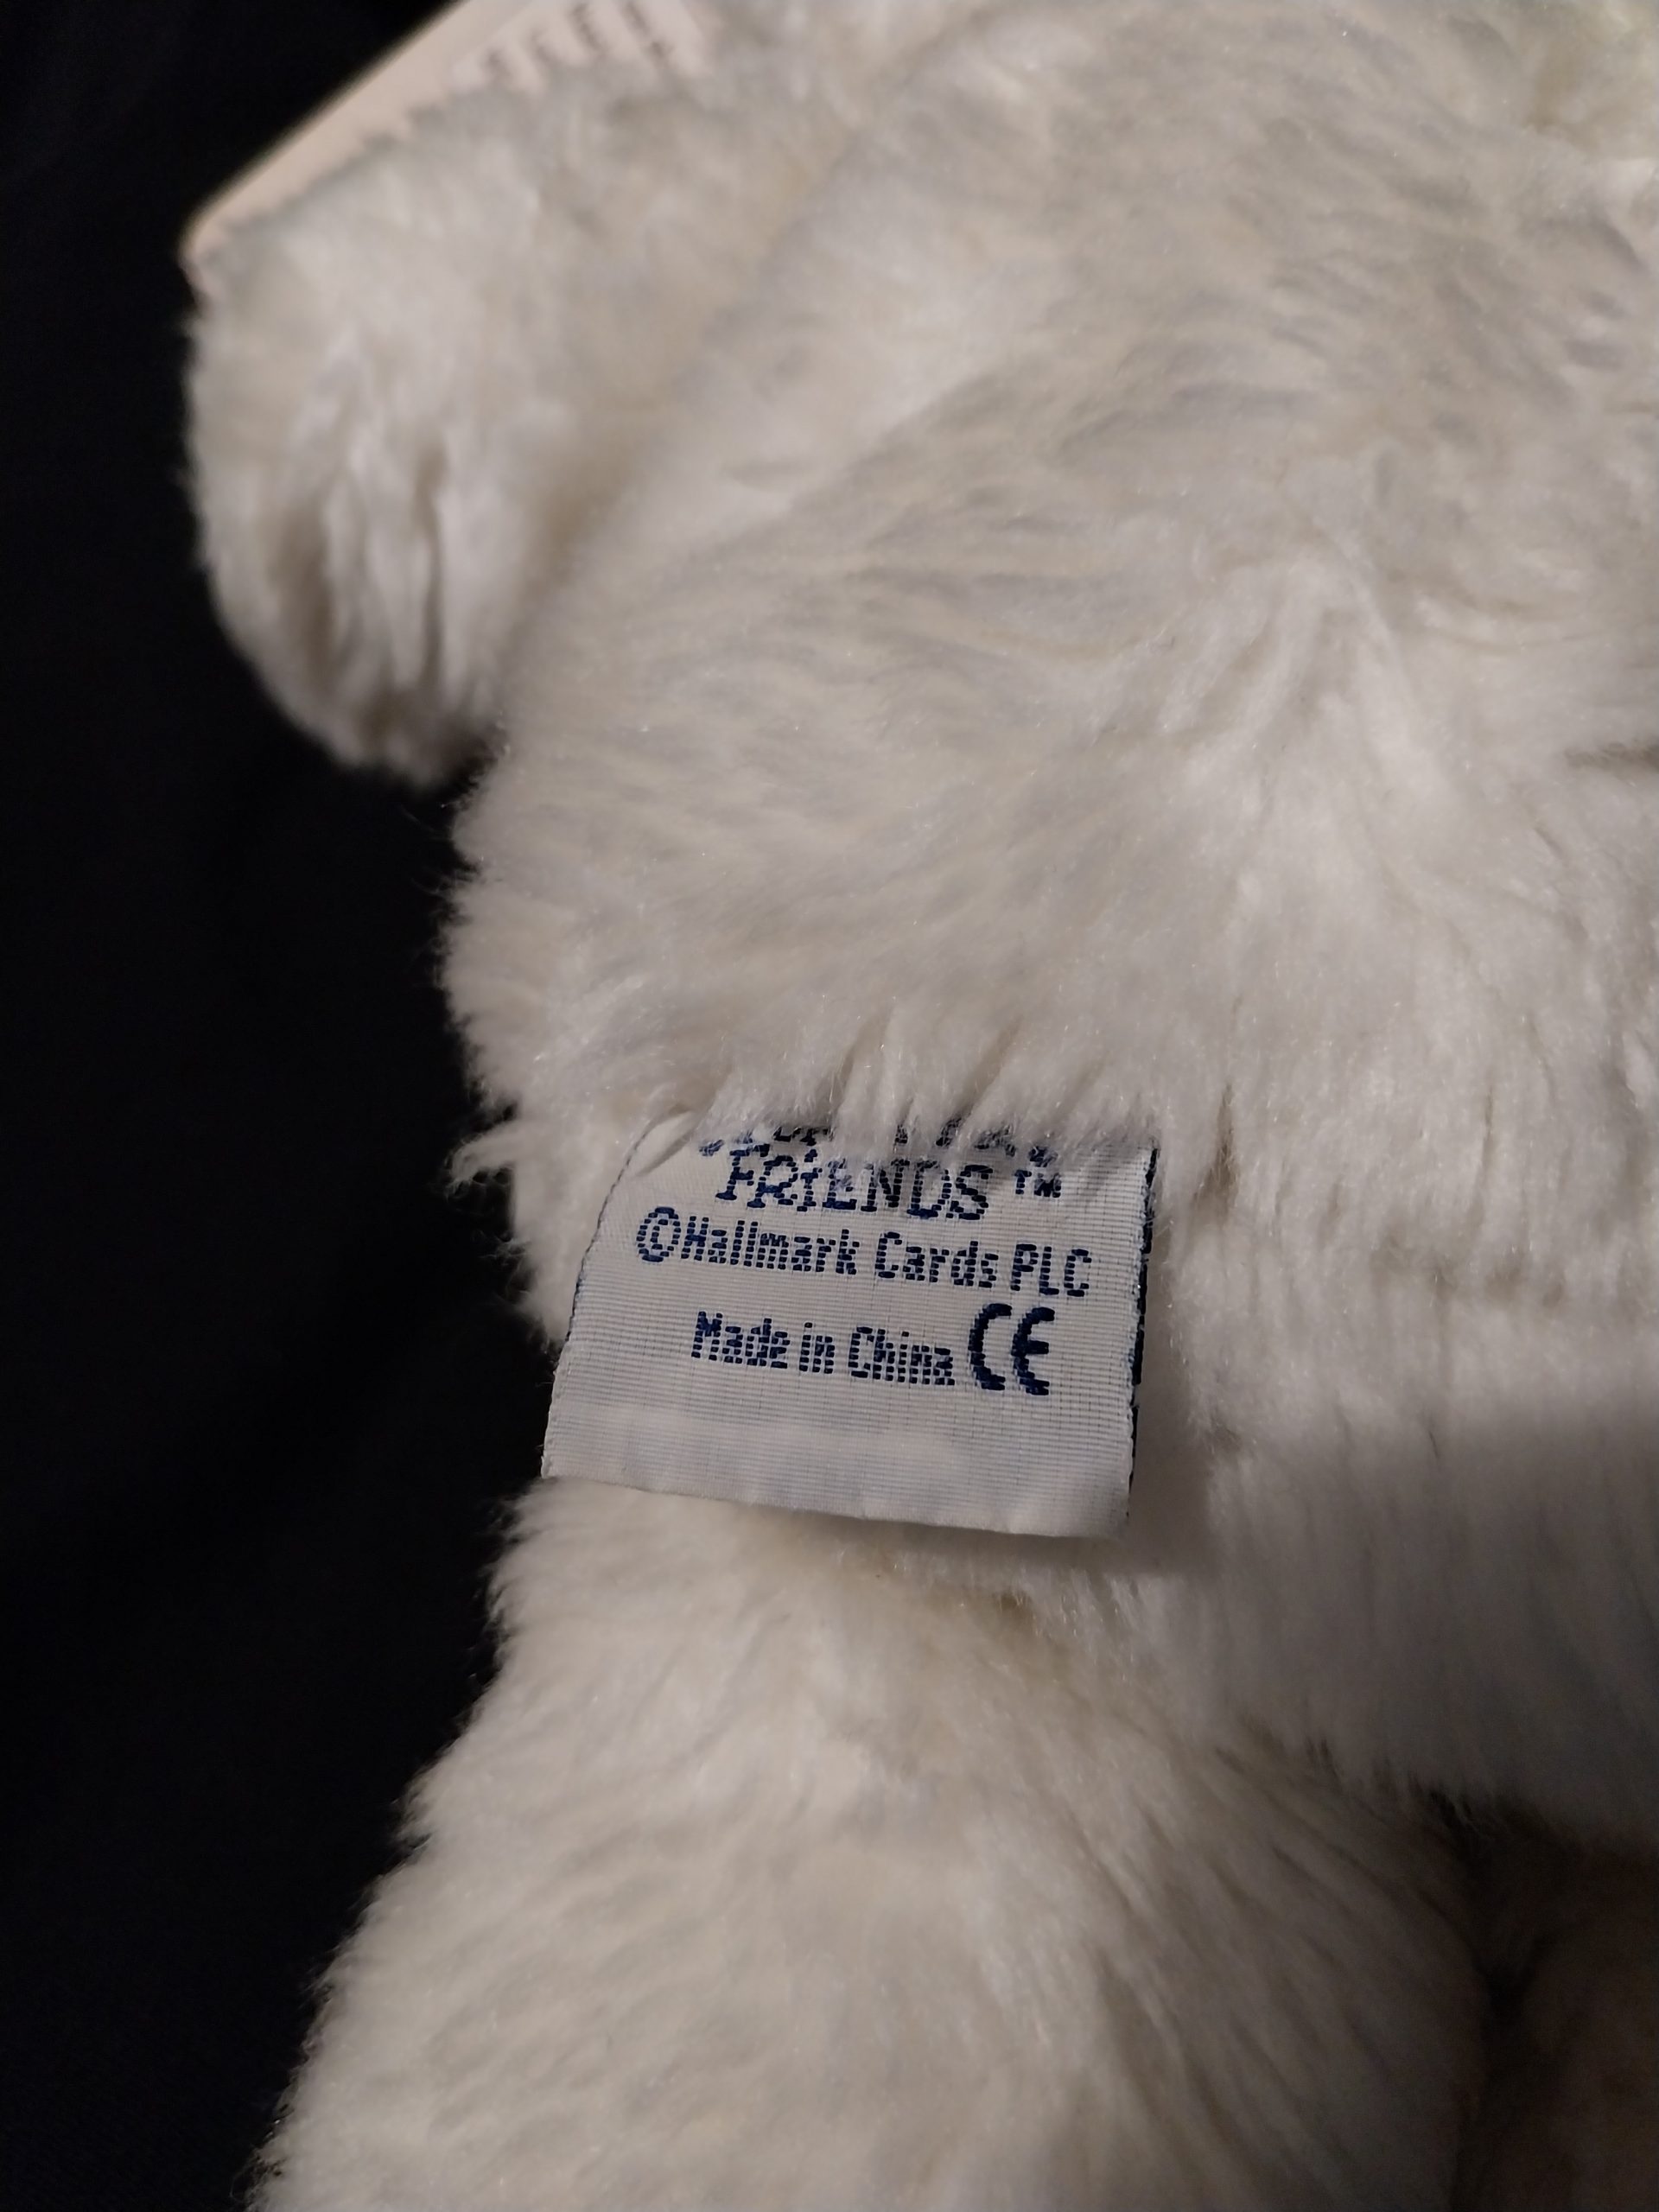 FRiENDS™
©Hallmark Cards PLC
Made in China CE